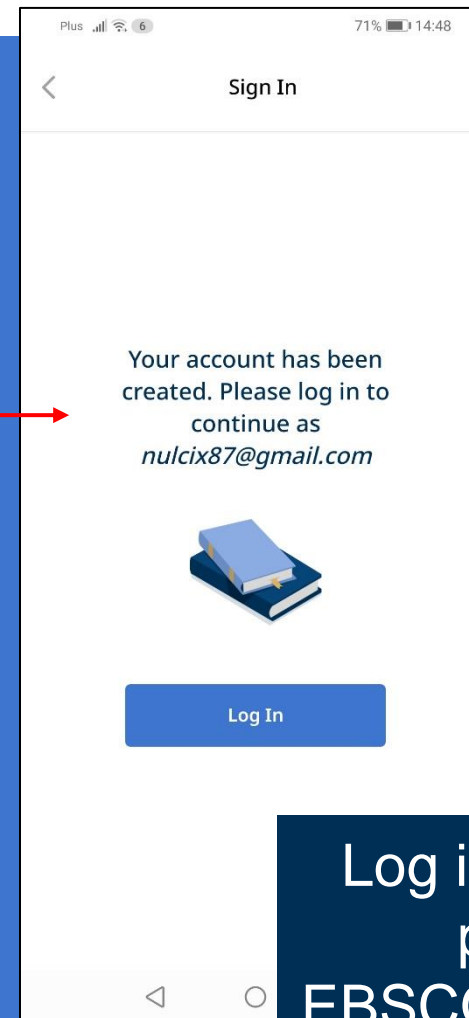 Plus 6 71% 14:48
Sign In
Your account has been
created. Please log in to
continue as
nulcix87@gmail.com
Log In
Log